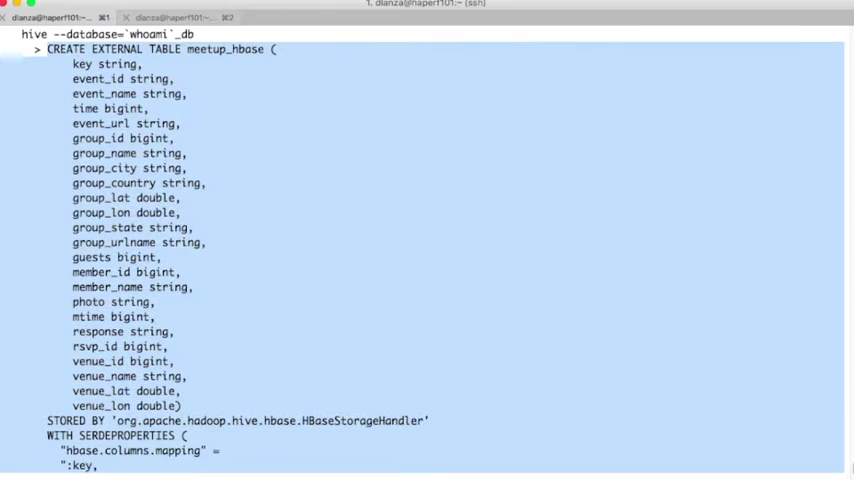 1. dlanza@haperf101:~ (ssh)
dlanza@haperf101:~... ⌘1
dlanza@haperf101:~ ⌘2
hive --database=`whoami`_db
> CREATE EXTERNAL TABLE meetup_hbase (
key string,
event_id string,
event_name string,
time bigint,
event_url string,
group_id bigint,
group_name string,
group_city string,
group_country string,
group_lat double,
group_lon double,
group_state string,
group_urlname string,
guests bigint,
member_id bigint,
member_name string,
photo string,
mtime bigint,
response string,
rsvp_id bigint,
venue_id bigint,
venue_name string,
venue_lat double,
venue_lon double)
STORED BY 'org.apache.hadoop.hive.hbase.HBaseStorageHandler'
WITH SERDEPROPERTIES (
"hbase.columns.mapping" =
":key,